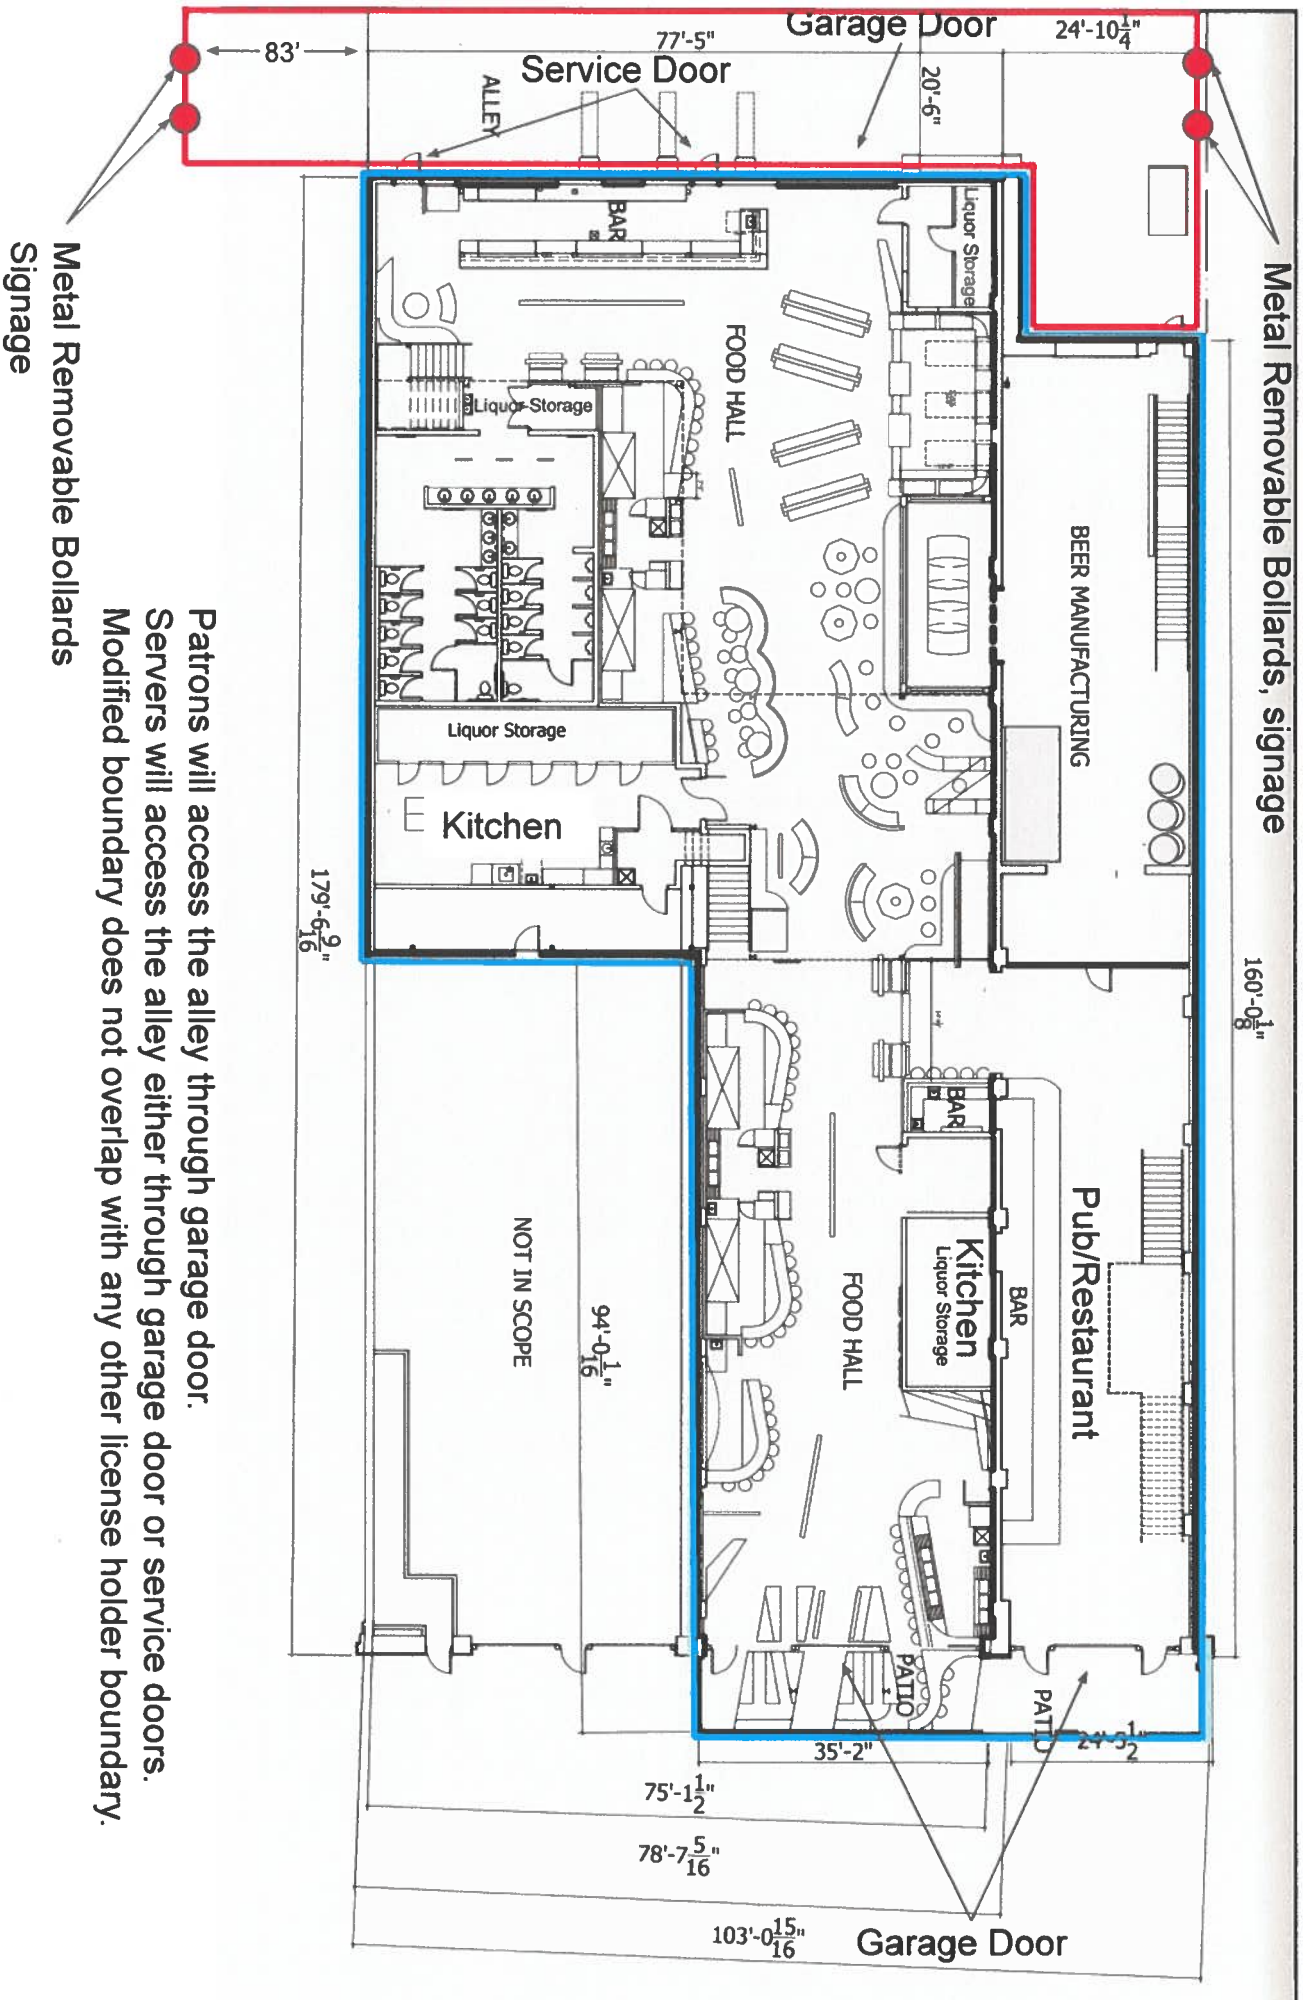 Garage Door
24'-10 1/4"
83'
77'-5"
Service Door
20'-6"
ALLEY
Metal Removable Bollards, signage
Metal Removable Bollards
Signage
BAR
Liquor Storage
FOOD HALL
Liquor Storage
BEER MANUFACTURING
Liquor Storage
Kitchen
179'-6 9/16"
160'-0 1/8"
BAR
Pub/Restaurant
BAR
Kitchen
Liquor Storage
FOOD HALL
NOT IN SCOPE
94'-0 1/16"
PATIO
35'-2"
75'-1 1/2"
78'-7 5/16"
103'-0 15/16"
Garage Door
Patrons will access the alley through garage door.
Servers will access the alley either through garage door or service doors.
Modified boundary does not overlap with any other license holder boundary.